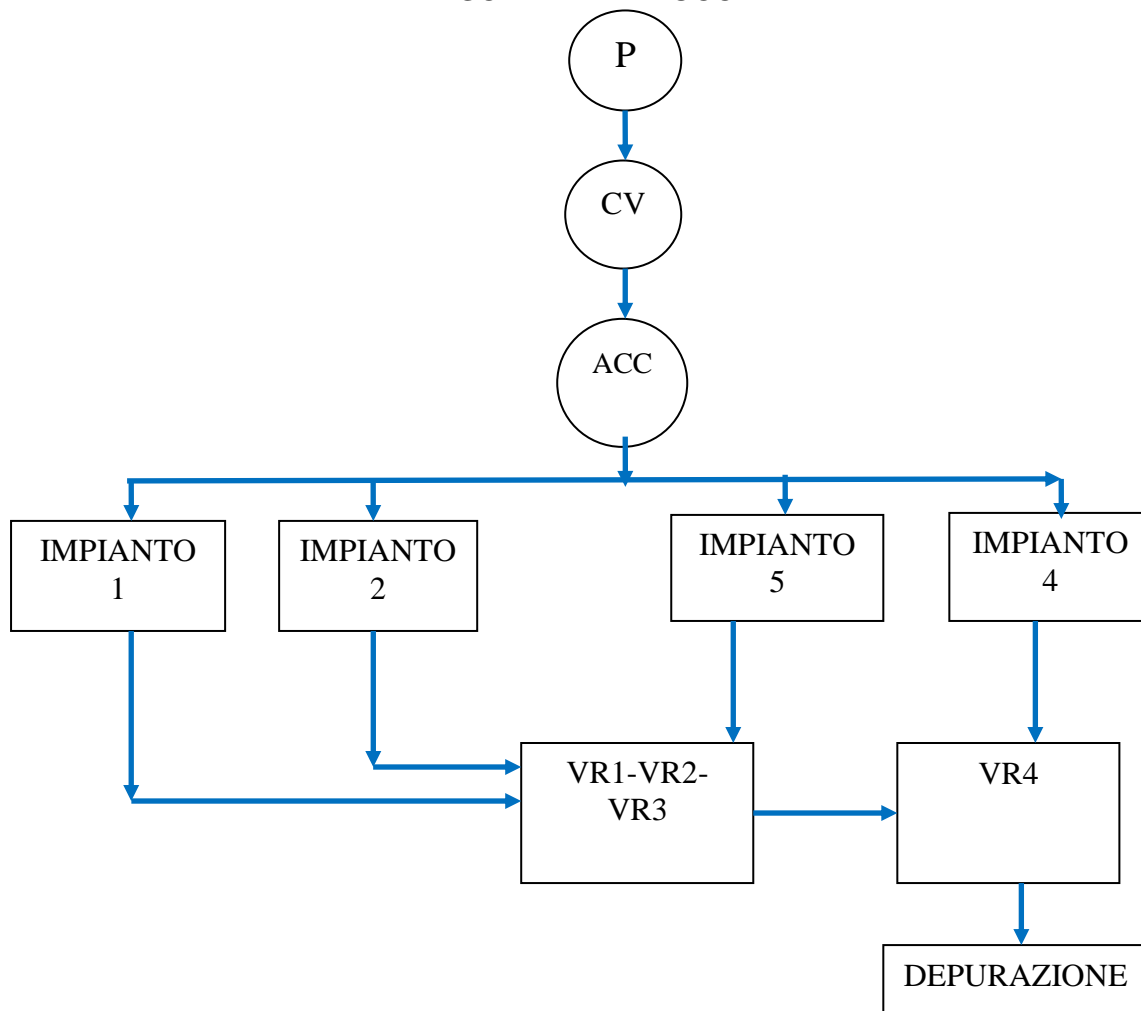 P
CV
ACC
IMPIANTO
1
IMPIANTO
2
IMPIANTO
5
IMPIANTO
4
VR1-VR2-
VR3
VR4
DEPURAZIONE